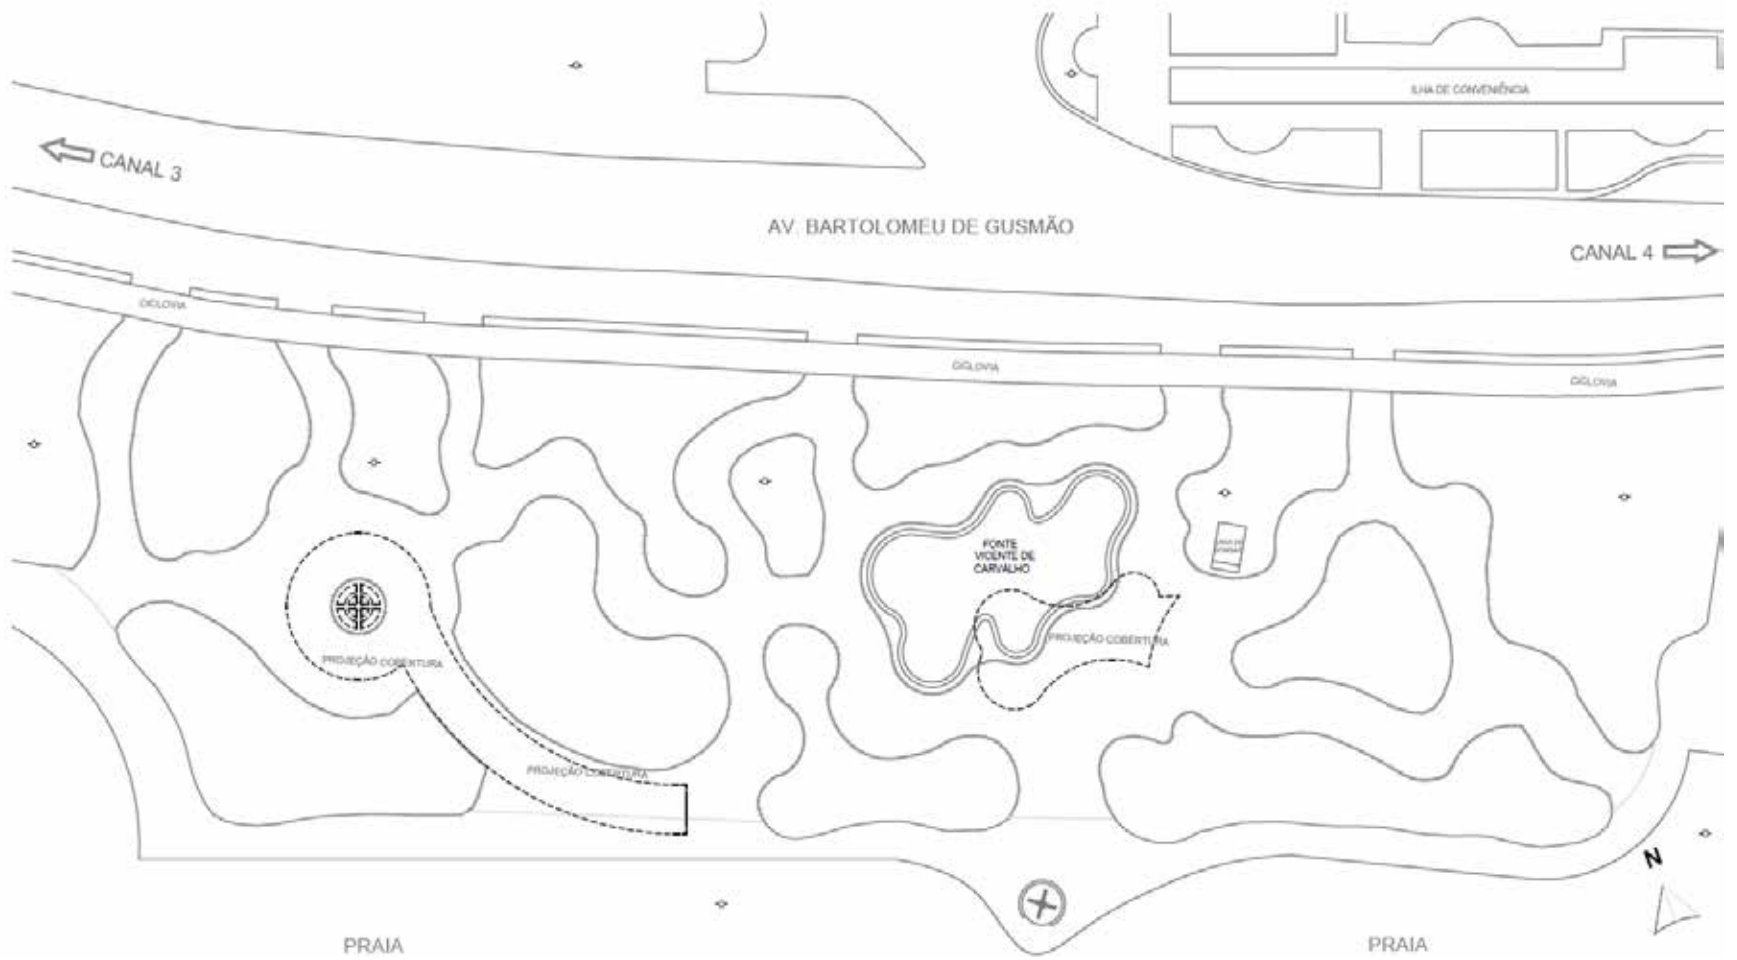 ILHA DE CONVENIÊNCIA
CANAL 3
AV. BARTOLOMEU DE GUSMÃO
CANAL 4
CICLOVIA
CICLOVIA
CICLOVIA
FONTE
VICENTE DE
CARVALHO
PROJEÇÃO COBERTURA
PROJEÇÃO COBERTURA
PROJEÇÃO COBERTURA
N
PRAIA
PRAIA